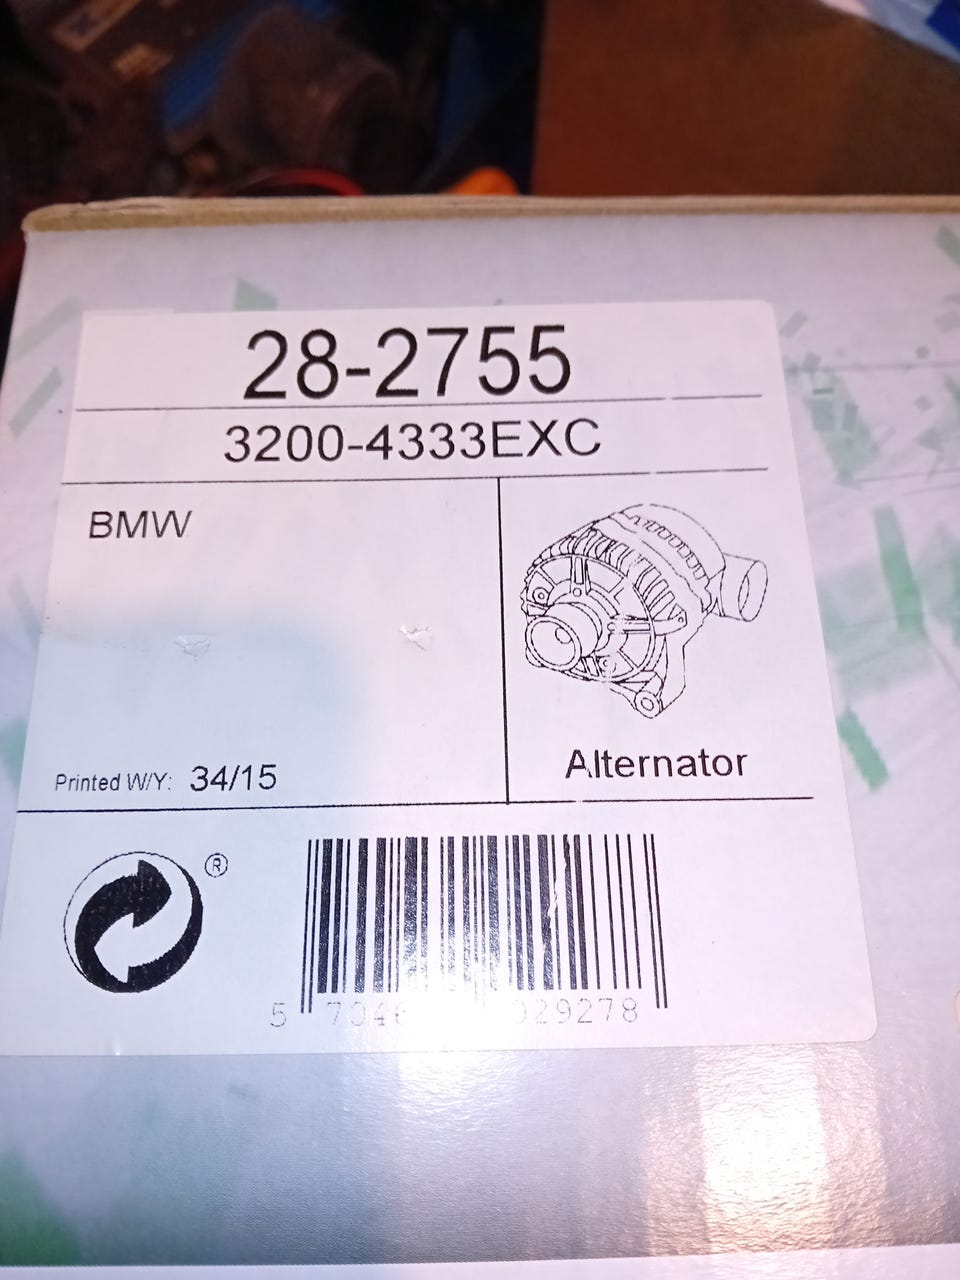 28-2755
3200-4333EXC
BMW
Printed W/Y: 34/15
Alternator
®